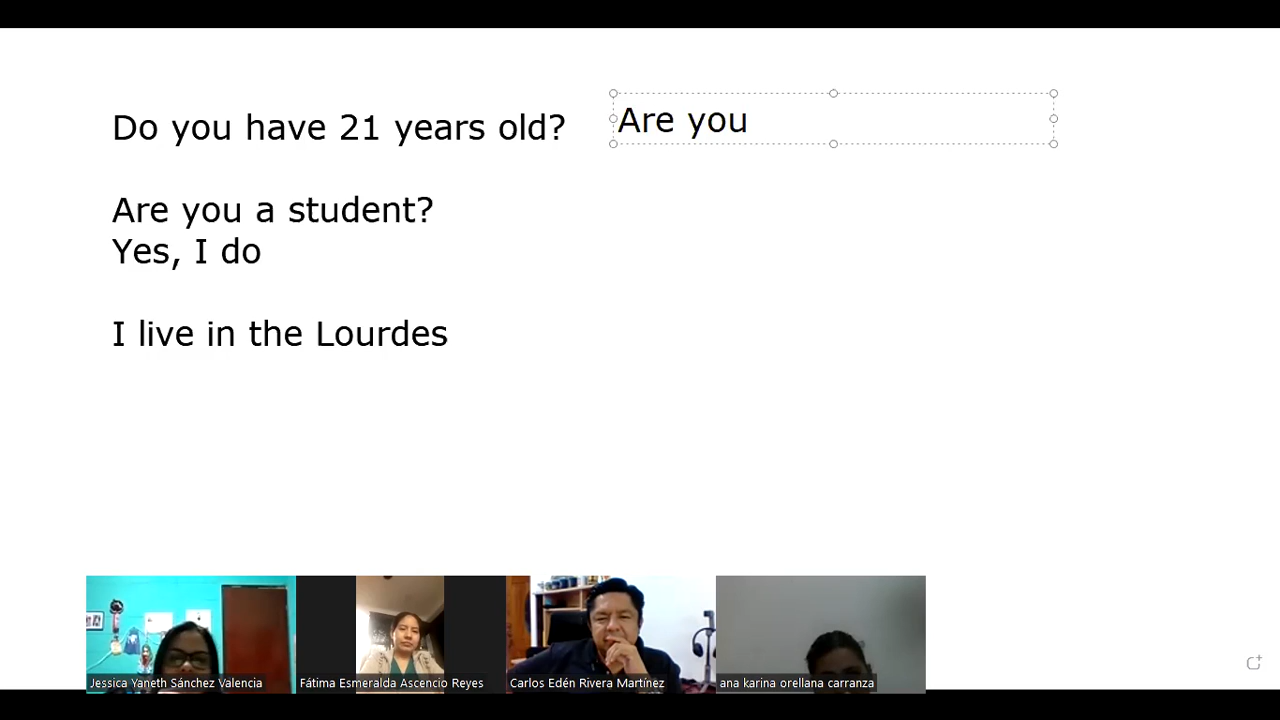 Do you have 21 years old?
Are you
Are you a student?
Yes, I do
I live in the Lourdes
Jessica Yaneth Sánchez Valencia
Fátima Esmeralda Ascencio Reyes
Carlos Edén Rivera Martínez
ana karina orellana carranza